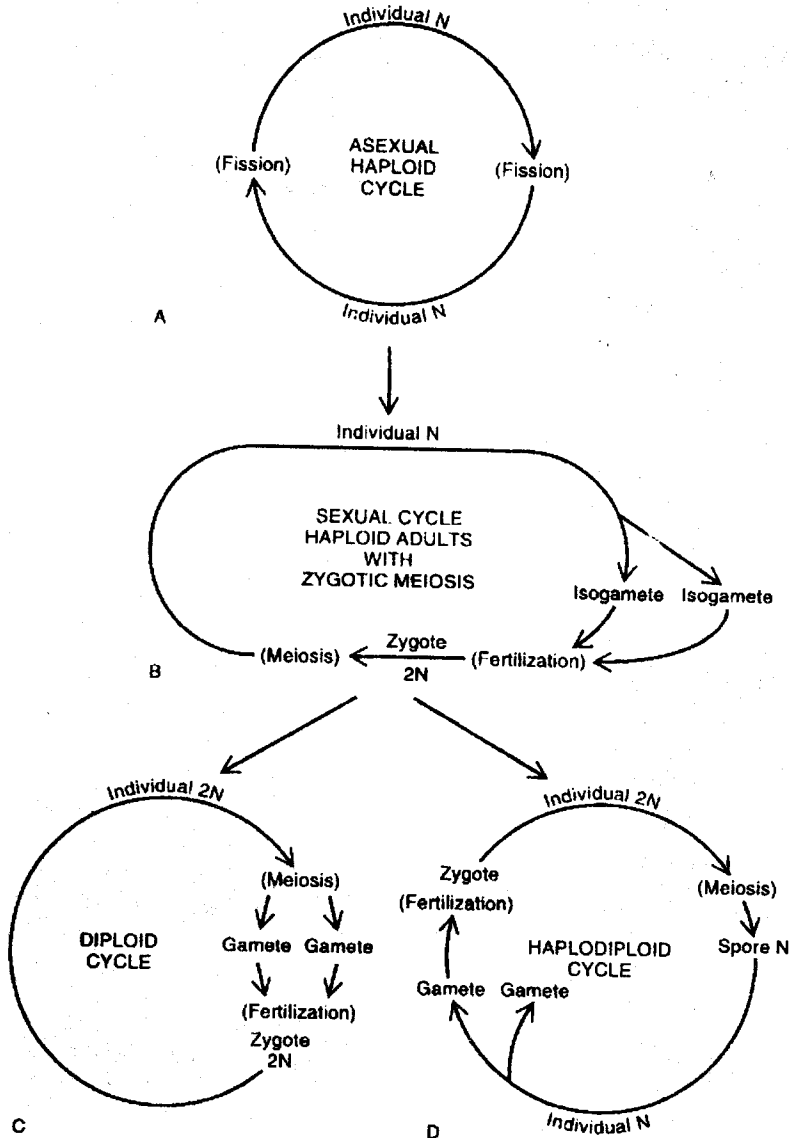 Individual N
ASEXUAL
HAPLOID
CYCLE
(Fission)
(Fission)
Individual N
A
Individual N
SEXUAL CYCLE
HAPLOID ADULTS
WITH
ZYGOTIC MEIOSIS
Isogamete Isogamete
Zygote
(Meiosis)
(Fertilization)
2N
B
Individual 2N
(Meiosis)
DIPLOID
CYCLE
Gamete Gamete
(Fertilization)
Zygote
2N
C
Individual 2N
Zygote
(Fertilization)
(Meiosis)
Spore N
HAPLODIPLOID
CYCLE
Gamete Gamete
Individual N
D